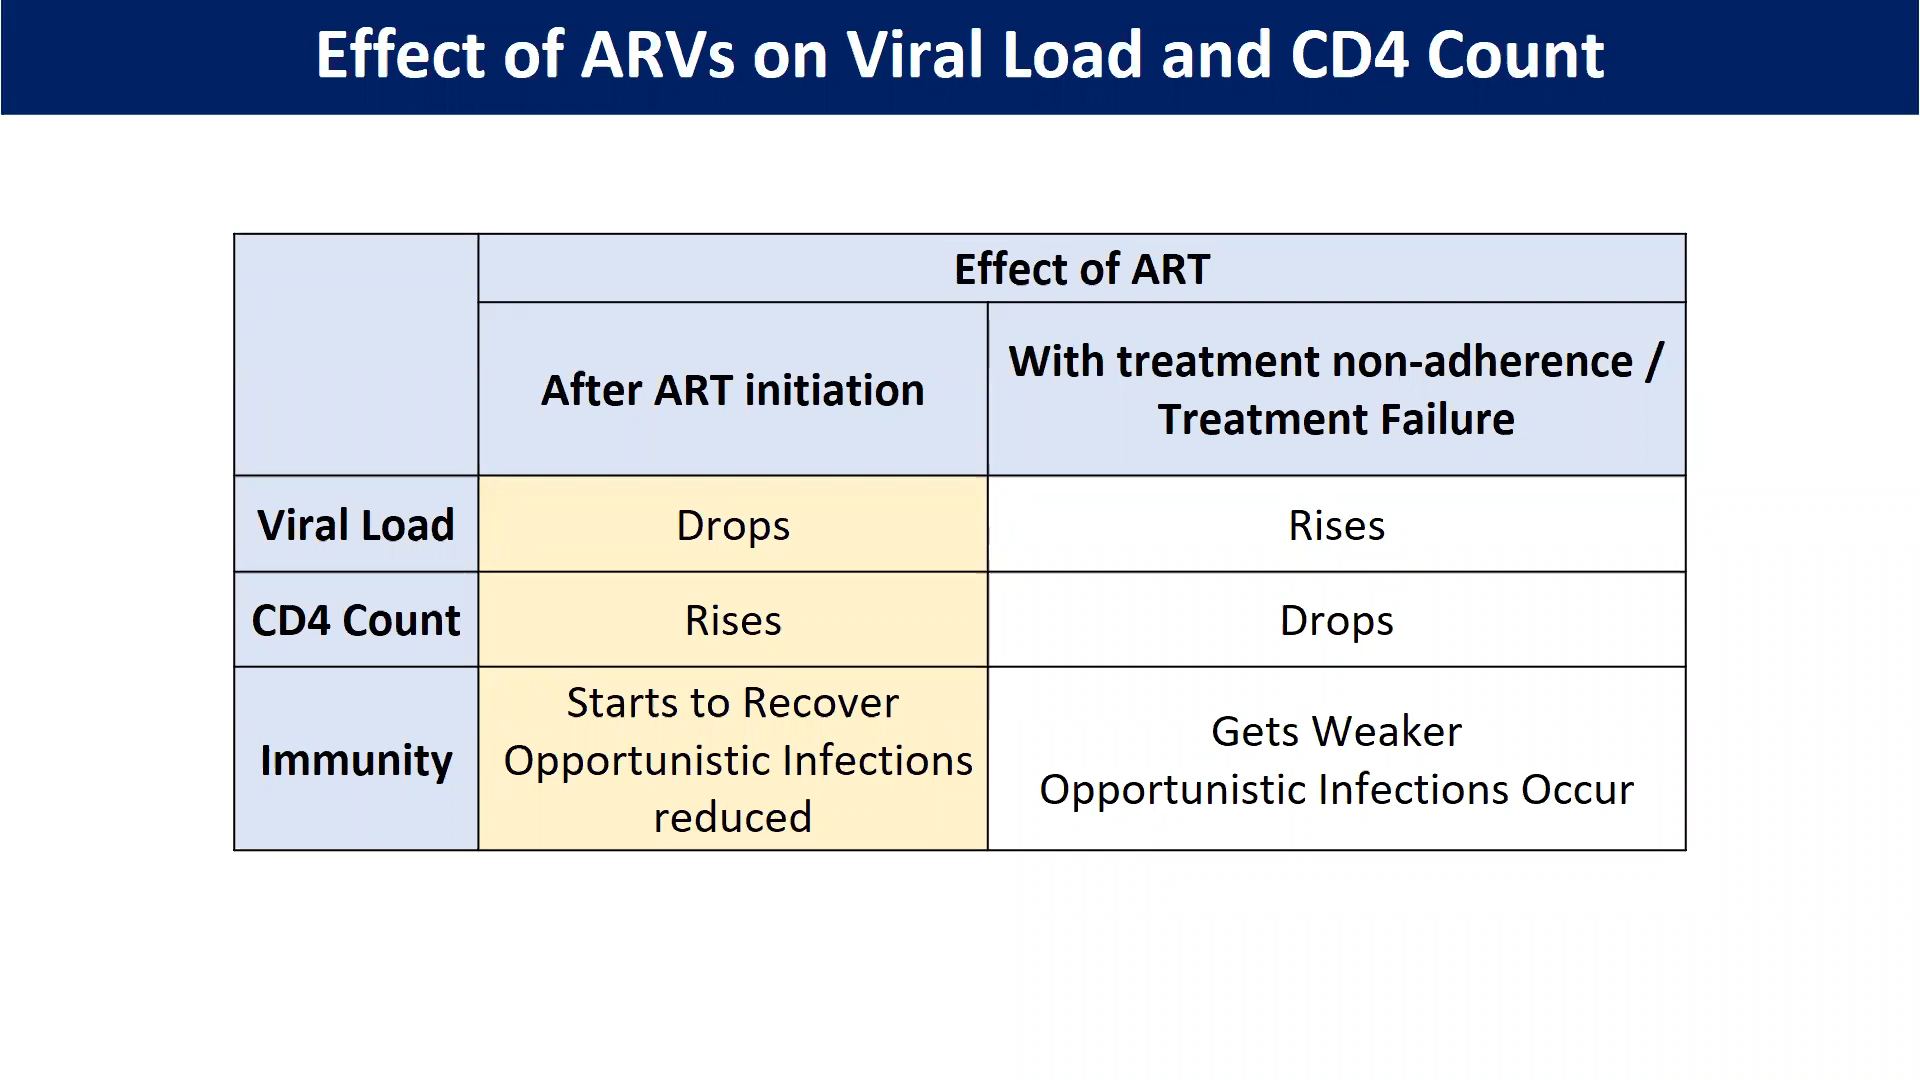 Effect of ARVs on Viral Load and CD4 Count
Effect of ART
After ART initiation
With treatment non-adherence /
Treatment Failure
Viral Load
Drops
Rises
CD4 Count
Rises
Drops
Immunity
Starts to Recover
Opportunistic Infections
reduced
Gets Weaker
Opportunistic Infections Occur